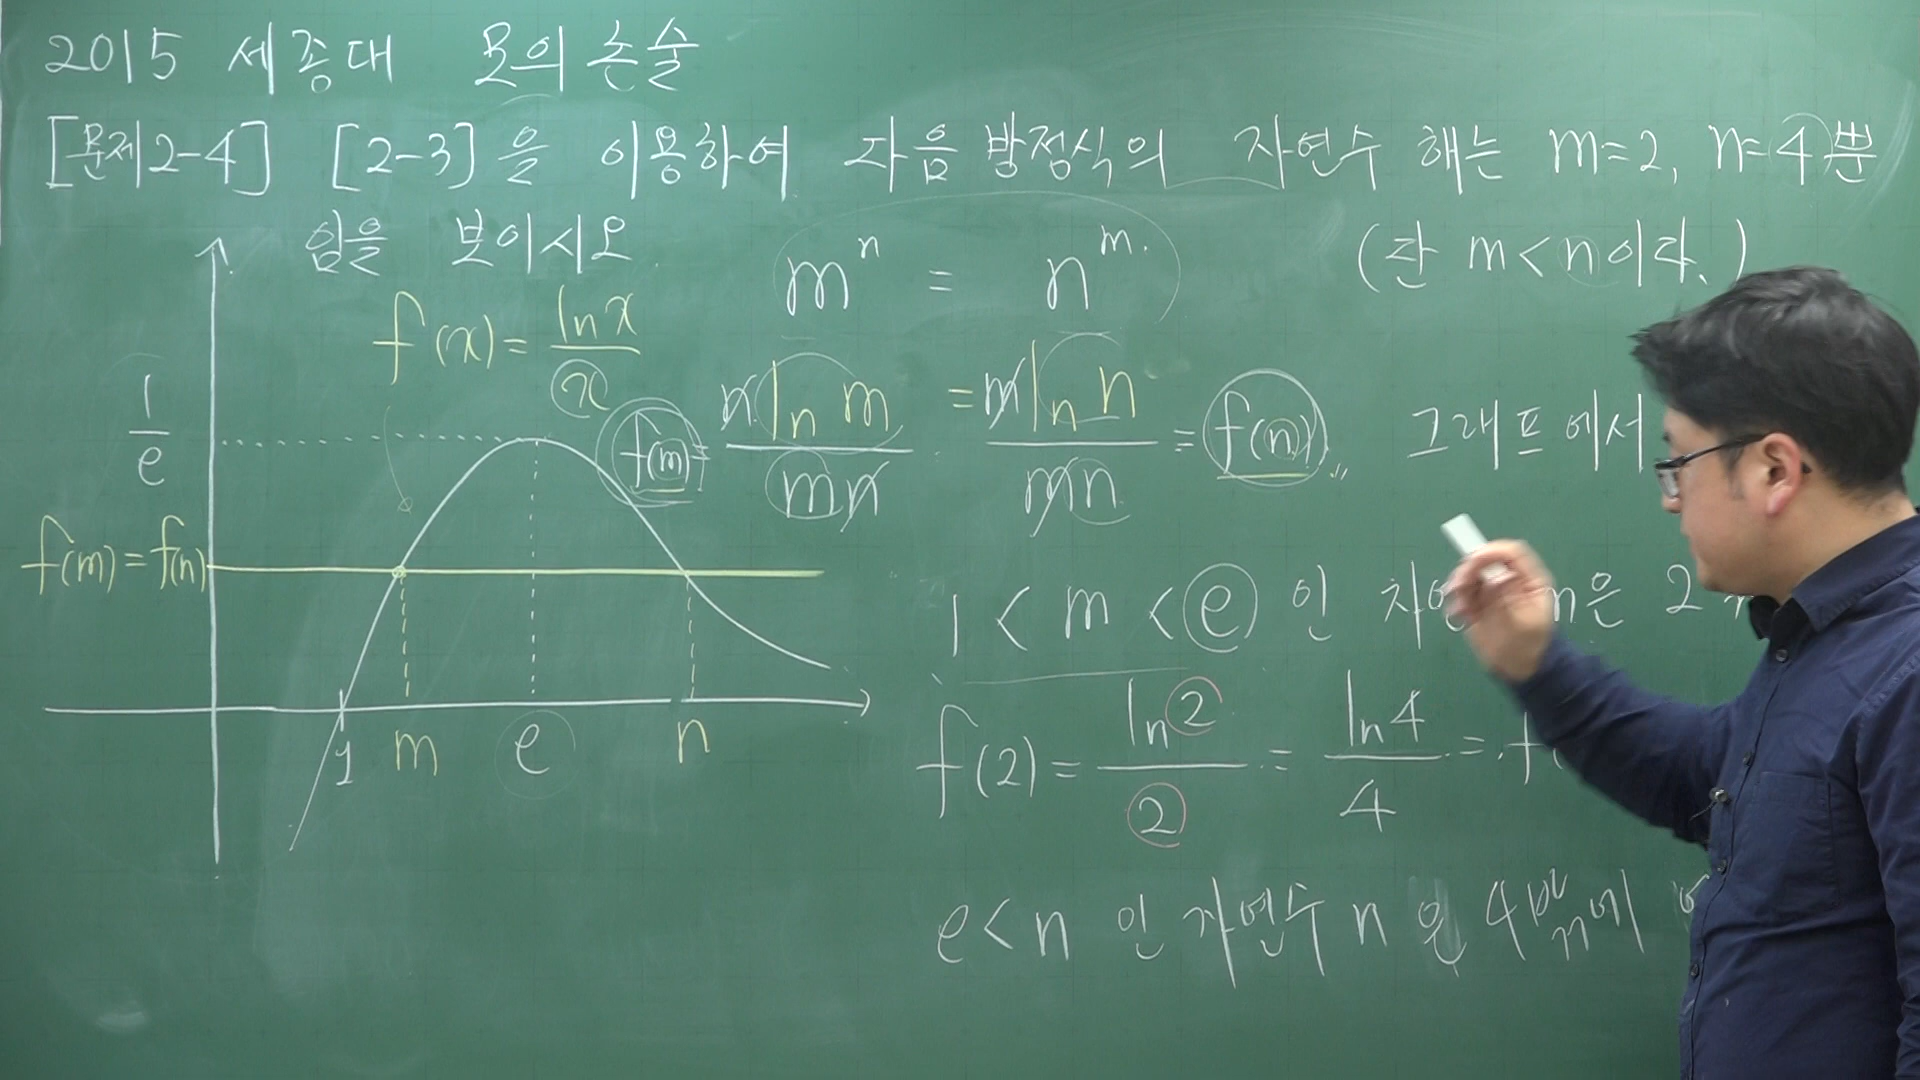 2015 세종대 모의논술
[문제2-4] [2-3]을 이용하여 다음 방정식의 자연수 해는 m=2, n=4뿐
임을 보이시오
m^n = n^m
(단 m<n이다.)
f(x) = ln x / x
f(m) = n ln m / mn = m ln n / mn = f(n)
그래프에서
1/e
f(m) = f(n)
1 < m < e 인 자연 m은 2
1 m e n
f(2) = ln 2 / 2 = ln 4 / 4 = f(
e < n 인 자연수 n은 4밖에